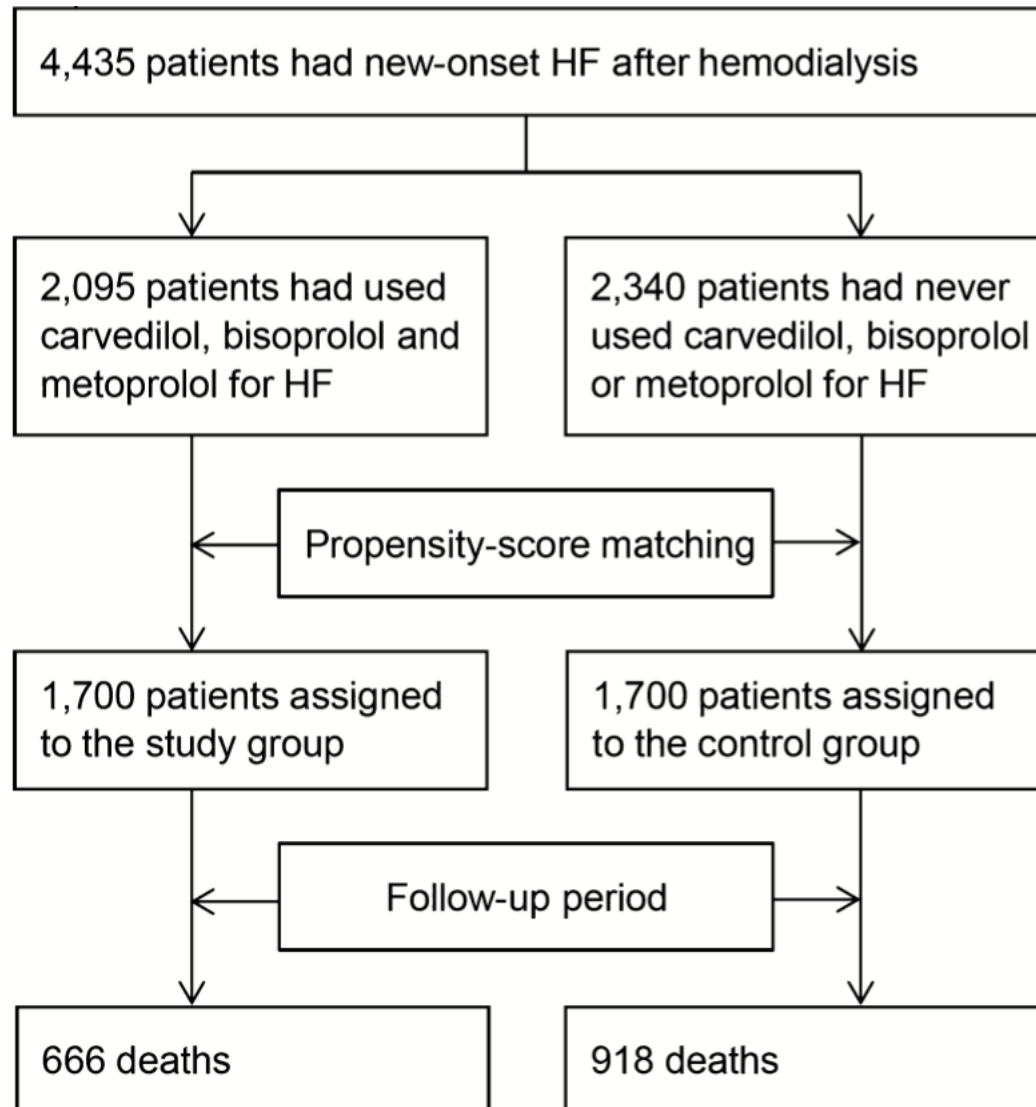 4,435 patients had new-onset HF after hemodialysis
2,095 patients had used
carvedilol, bisoprolol and
metoprolol for HF
2,340 patients had never
used carvedilol, bisoprolol
or metoprolol for HF
Propensity-score matching
1,700 patients assigned
to the study group
1,700 patients assigned
to the control group
Follow-up period
666 deaths
918 deaths